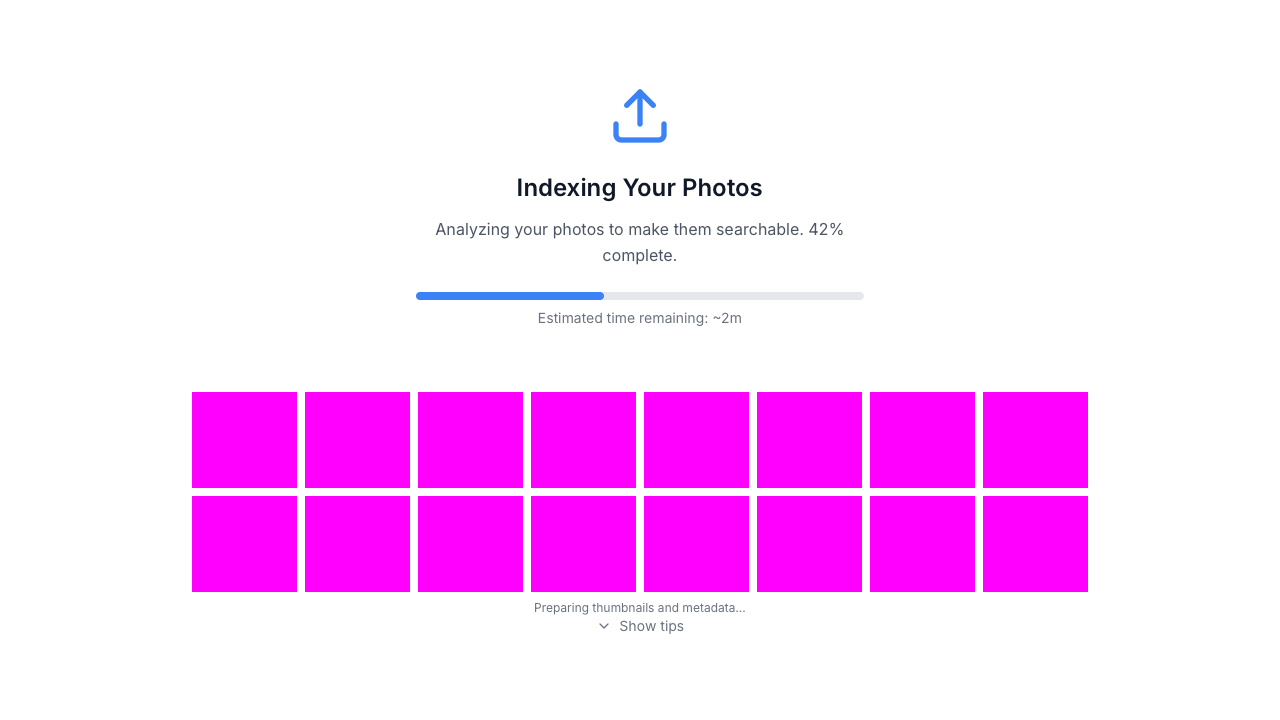 Indexing Your Photos
Analyzing your photos to make them searchable. 42%
complete.
Estimated time remaining: ~2m
Preparing thumbnails and metadata…
Show tips